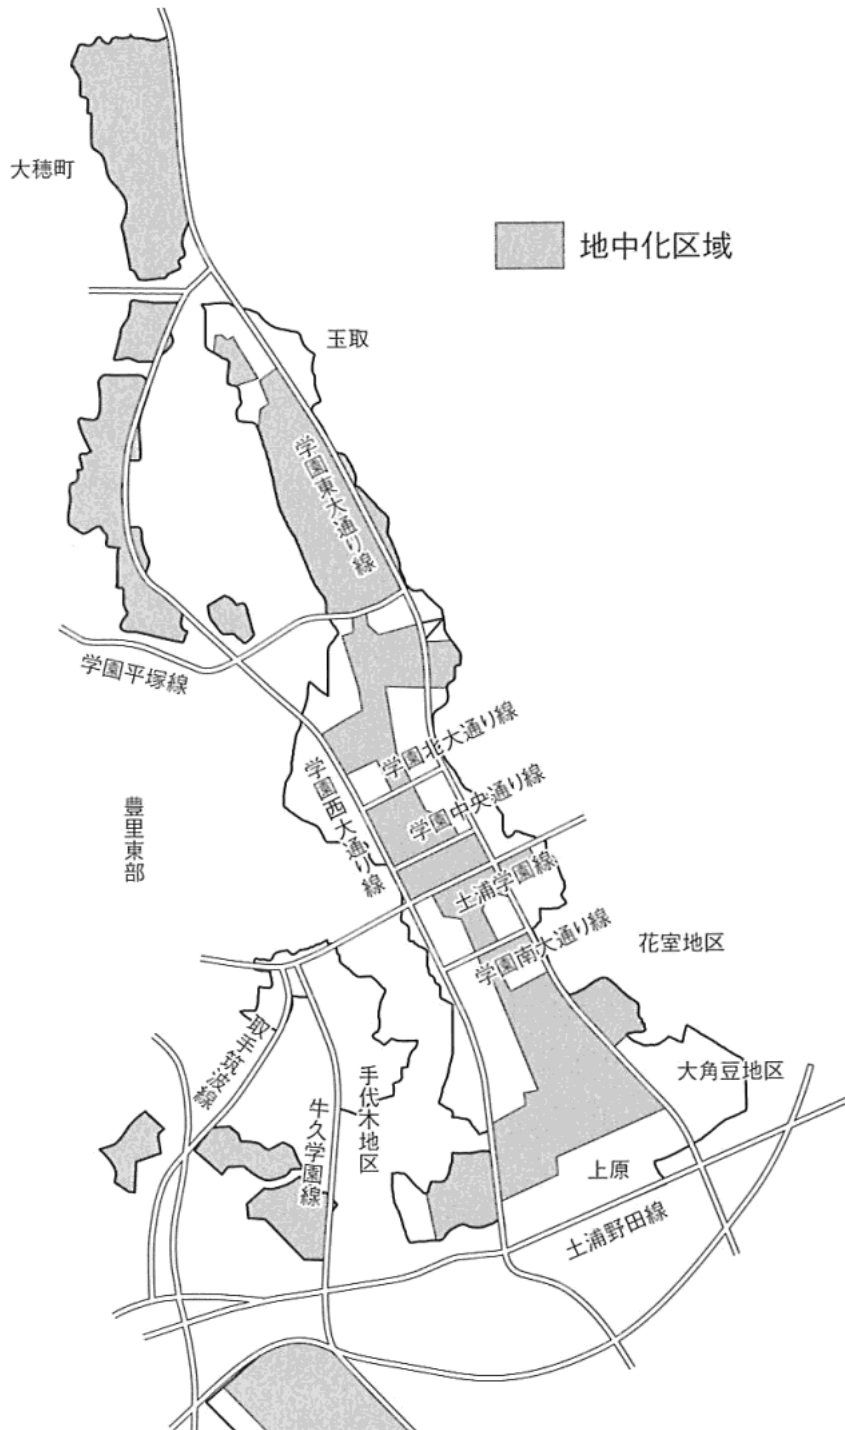 大穂町
地中化区域
玉取
学園東大通り線
学園平塚線
学園北大通り線
学園西大通り線
学園中央通り線
豊里東部
土浦学園線
学園南大通り線
花室地区
取手筑波線
手代木地区
大角豆地区
牛久学園線
上原
土浦野田線